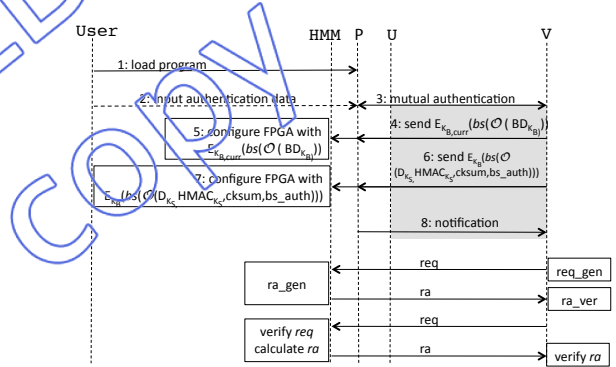 User HMM P U V
1: load program
2: input authentication data
3: mutual authentication
4: send E_{K_{B,curr}}(bs(𝒪( BD_{K_B})))
5: configure FPGA with
E_{K_{B,curr}}(bs(𝒪( BD_{K_B})))
6: send E_{K_B}(bs(𝒪
(D_{K_S},HMAC_{K_S},cksum,bs_auth)))
7: configure FPGA with
E_{K_B}(bs(𝒪(D_{K_S},HMAC_{K_S},cksum,bs_auth)))
8: notification
req
req_gen
ra_gen
ra
ra_ver
req
verify req
calculate ra
ra
verify ra
Copy